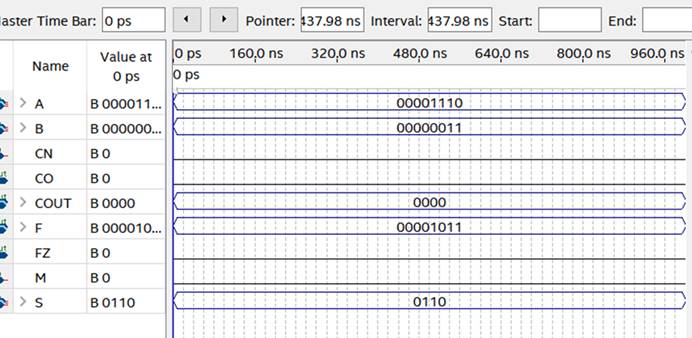 laster Time Bar: 0 ps Pointer: 437.98 ns Interval: 437.98 ns Start: End:
Name Value at 0 ps
0 ps 160,0 ns 320,0 ns 480,0 ns 640,0 ns 800,0 ns 960,0 ns
0 ps
A B 000011... 00001110
B B 000000... 00000011
CN B 0
CO B 0
COUT B 0000 0000
F B 000010... 00001011
FZ B 0
M B 0
S B 0110 0110